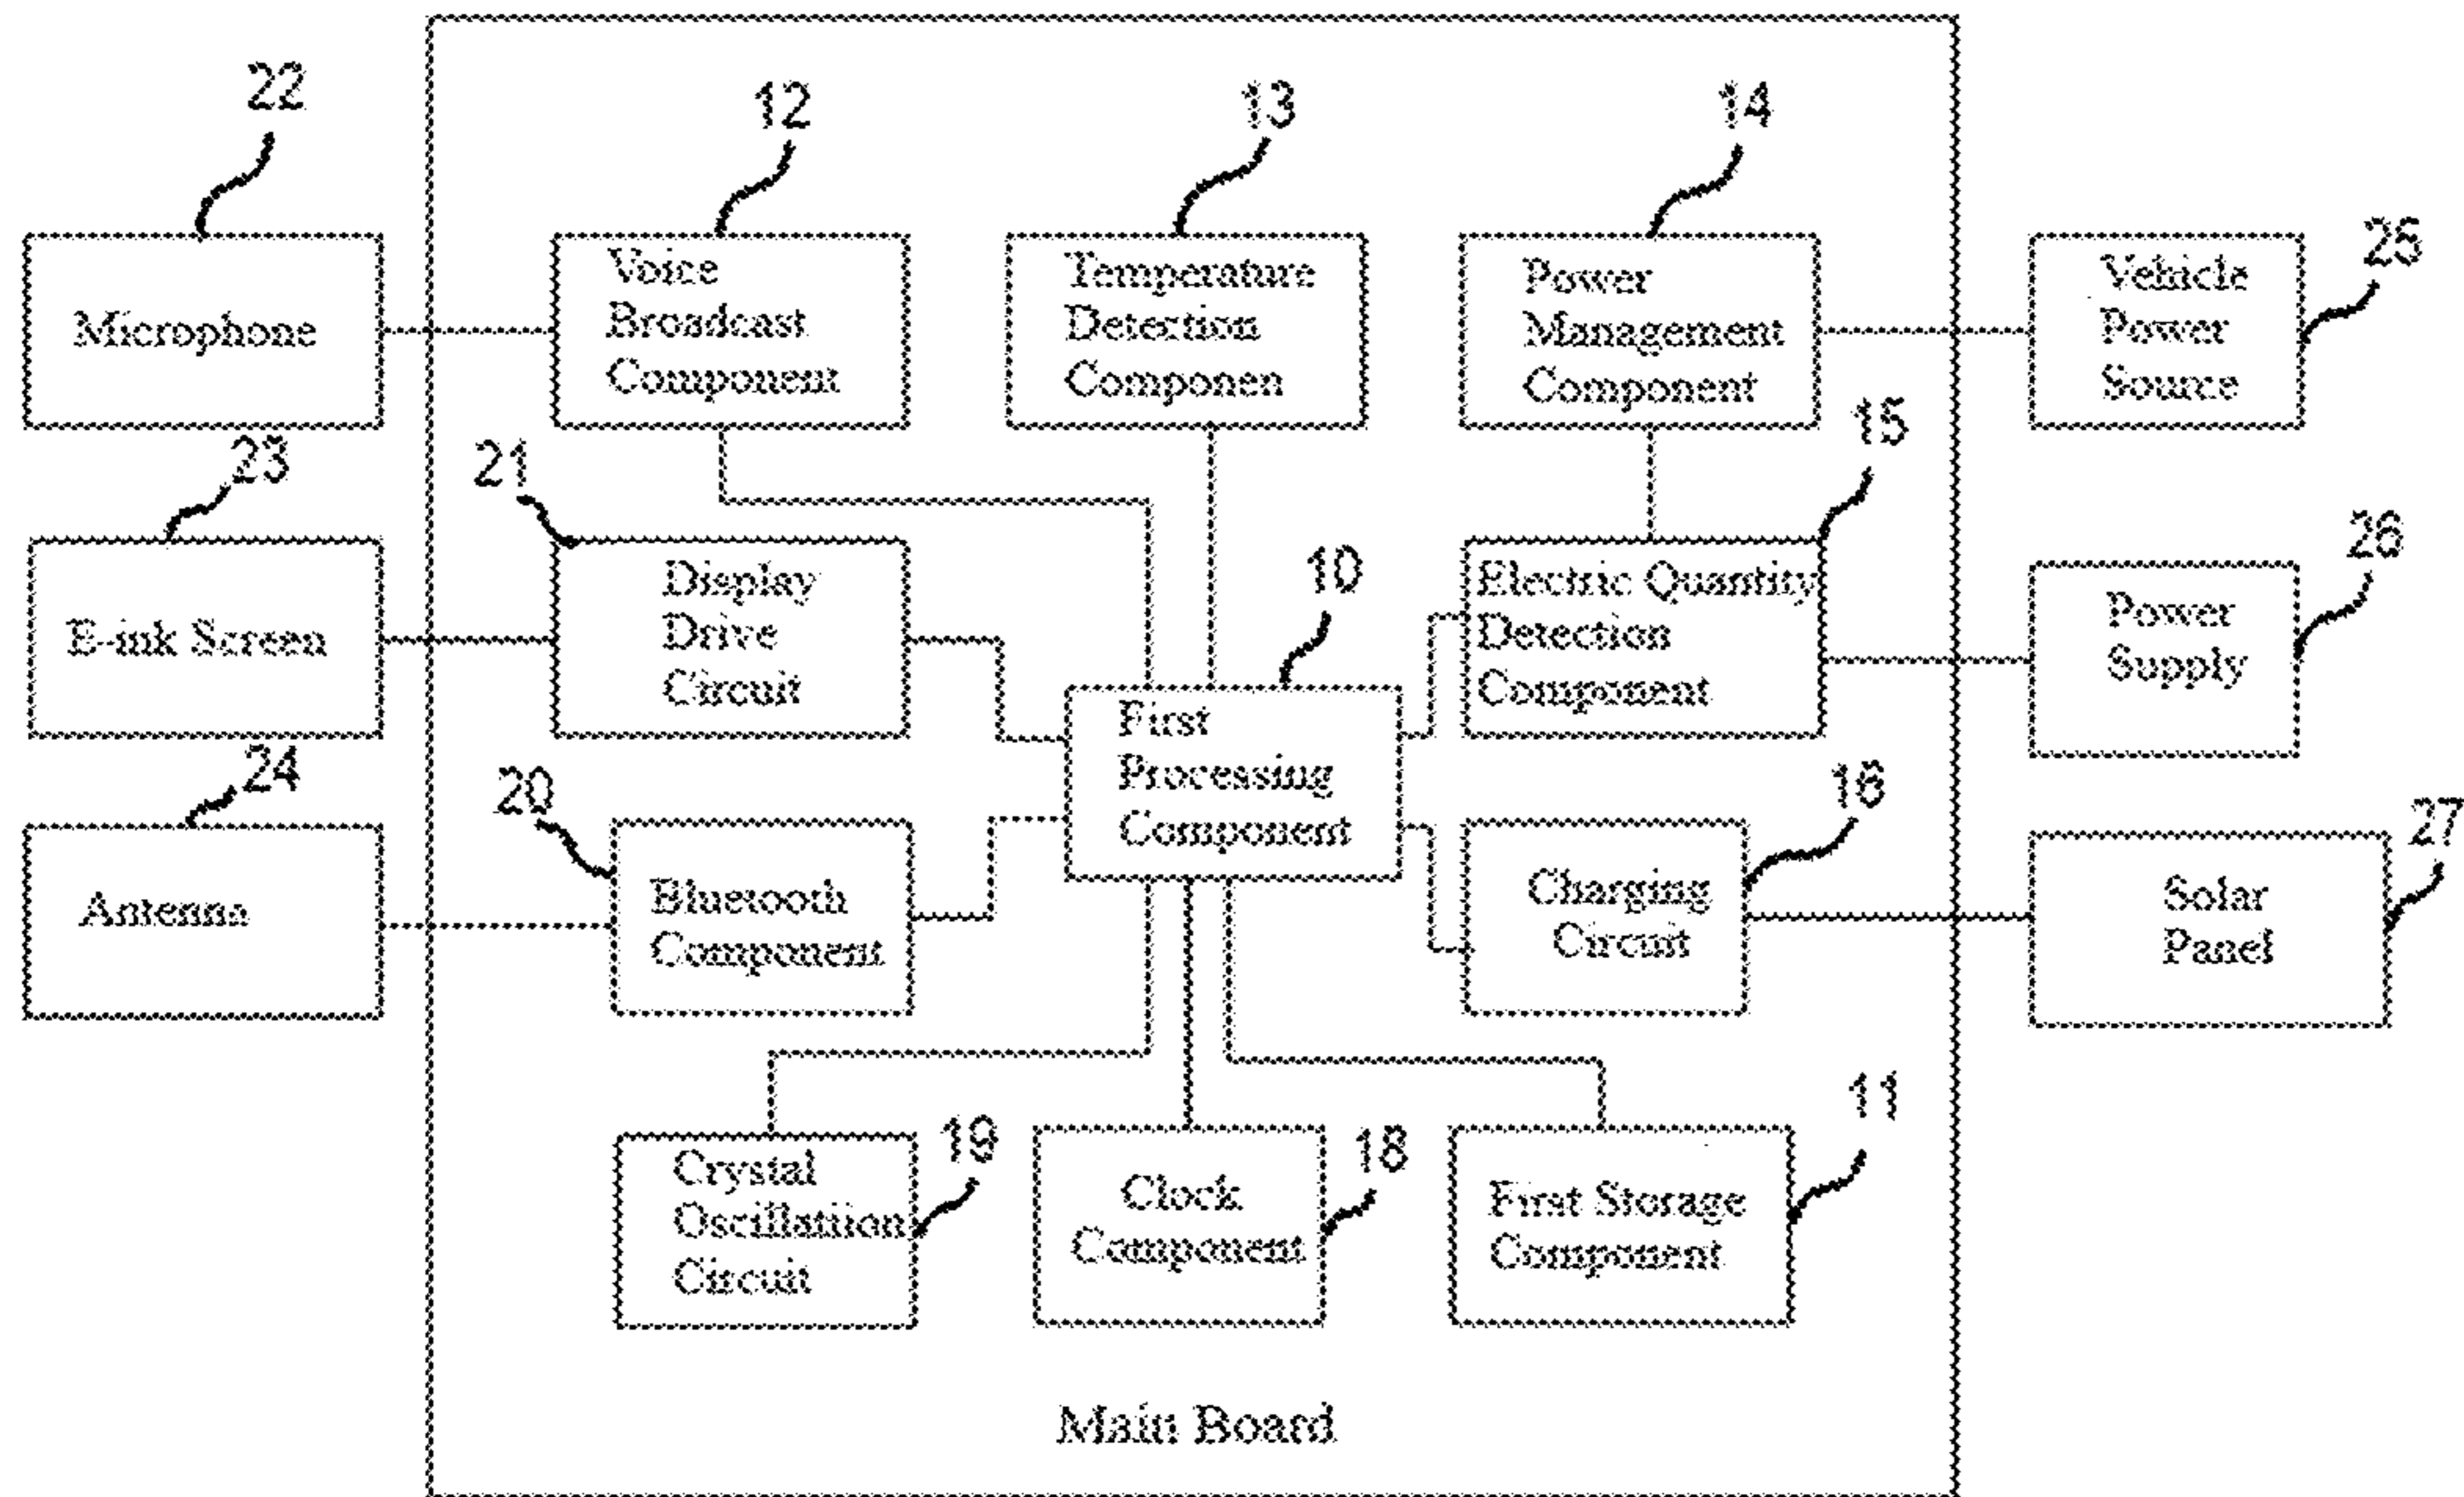 22
12
13
14
Microphone
Voice
Broadcast
Component
Temperature
Detection
Componen
Power
Management
Component
Vehicle
Power
Source
25
23
21
15
E-ink Screen
Display
Drive
Circuit
10
Electric Quantity
Detection
Component
Power
Supply
26
24
20
First
Processing
Component
16
27
Antenna
Bluetooth
Component
Charging
Circuit
Solar
Panel
19
18
11
Crystal
Oscillatiion
Circuit
Clock
Component
First Storage
Component
Main Board